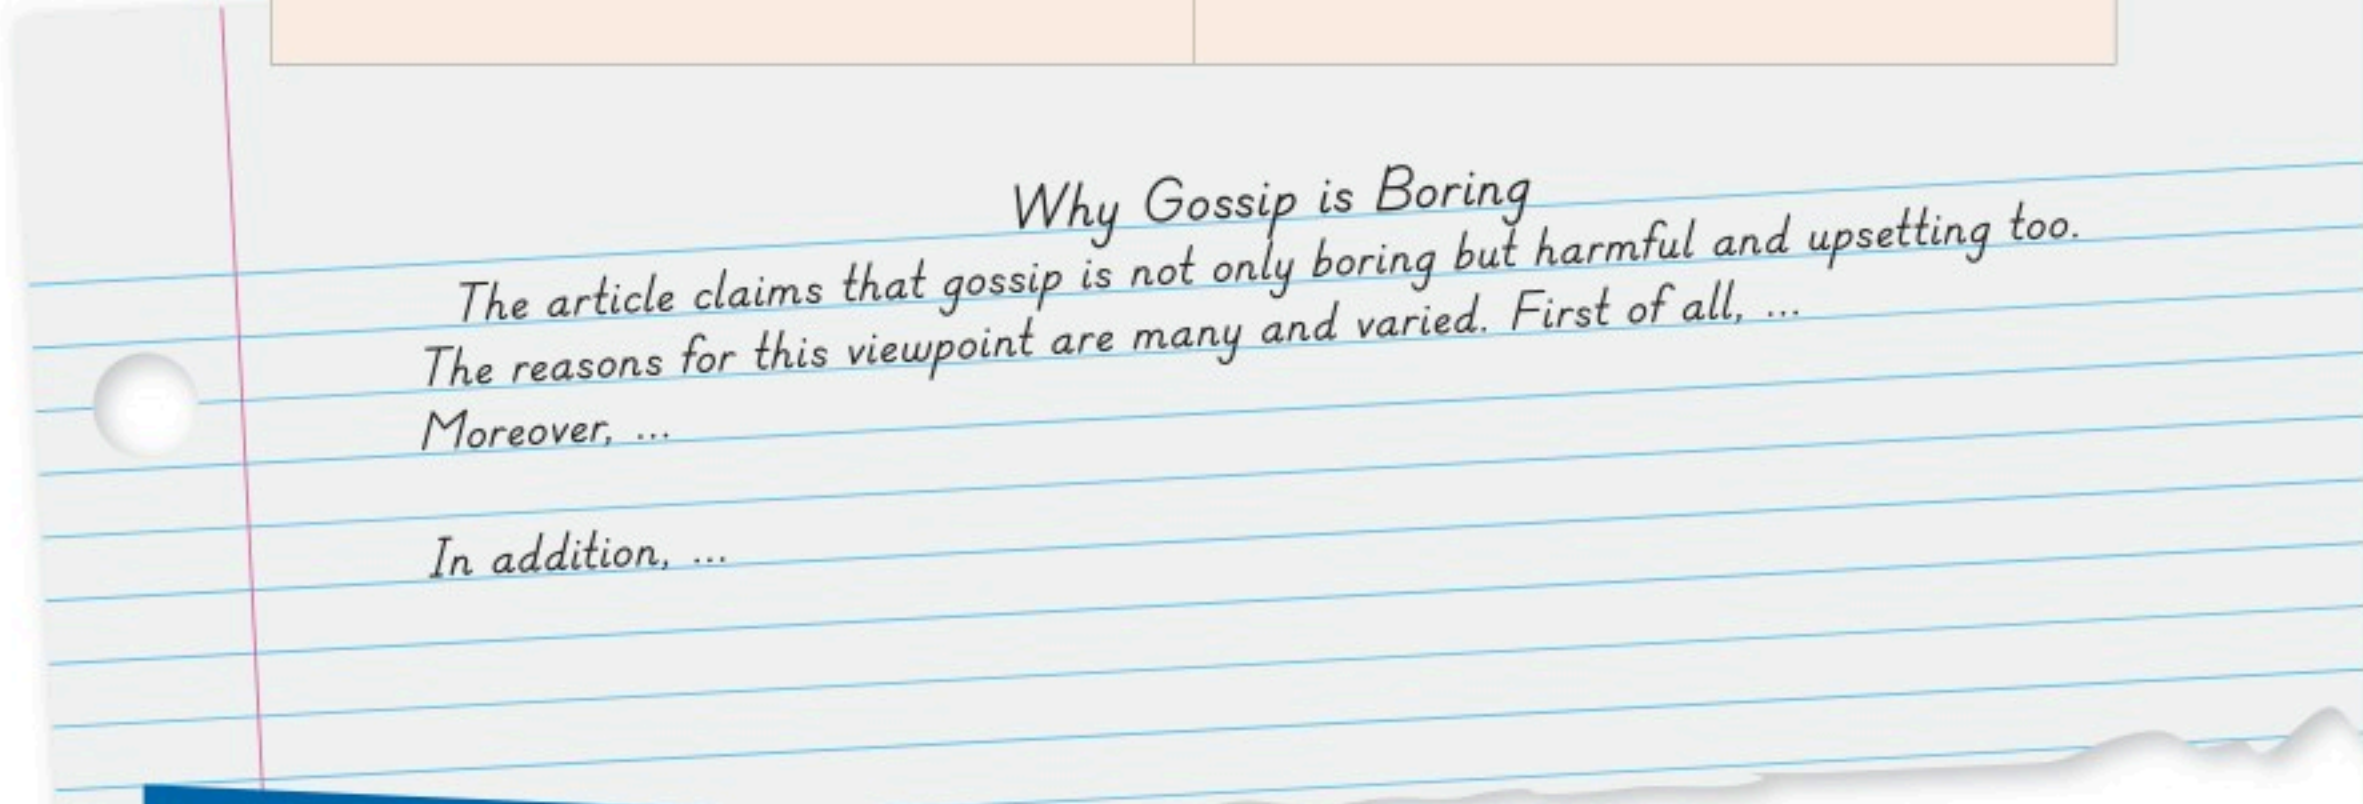 Why Gossip is Boring
The article claims that gossip is not only boring but harmful and upsetting too.
The reasons for this viewpoint are many and varied. First of all, ...
Moreover, ...
In addition, ...